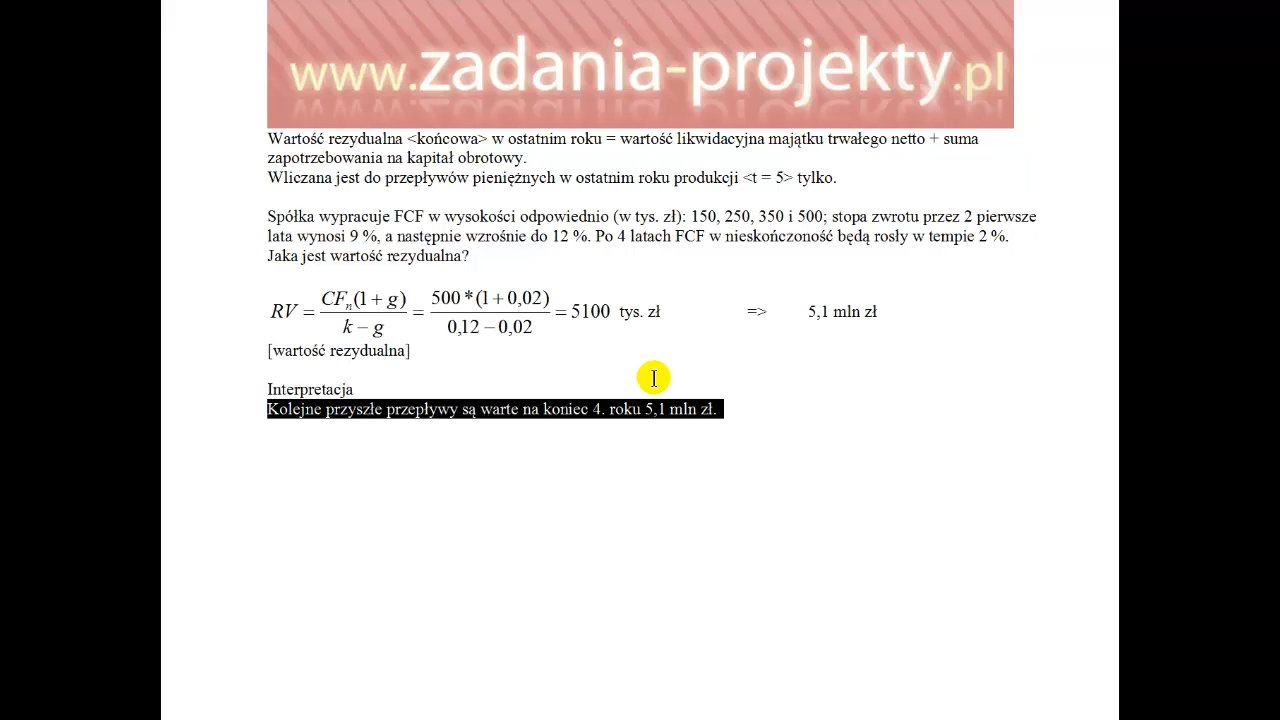 www.zadania-projekty.pl
Wartość rezydualna <końcowa> w ostatnim roku = wartość likwidacyjna majątku trwałego netto + suma
zapotrzebowania na kapitał obrotowy.
Wliczana jest do przepływów pieniężnych w ostatnim roku produkcji <t = 5> tylko.
Spółka wypracuje FCF w wysokości odpowiednio (w tys. zł): 150, 250, 350 i 500; stopa zwrotu przez 2 pierwsze
lata wynosi 9 %, a następnie wzrośnie do 12 %. Po 4 latach FCF w nieskończoność będą rosły w tempie 2 %.
Jaka jest wartość rezydualna?
RV = CFn(1 + g) / k − g = 500 * (1 + 0,02) / 0,12 − 0,02 = 5100 tys. zł => 5,1 mln zł
[wartość rezydualna]
Interpretacja
Kolejne przyszłe przepływy są warte na koniec 4. roku 5,1 mln zł.